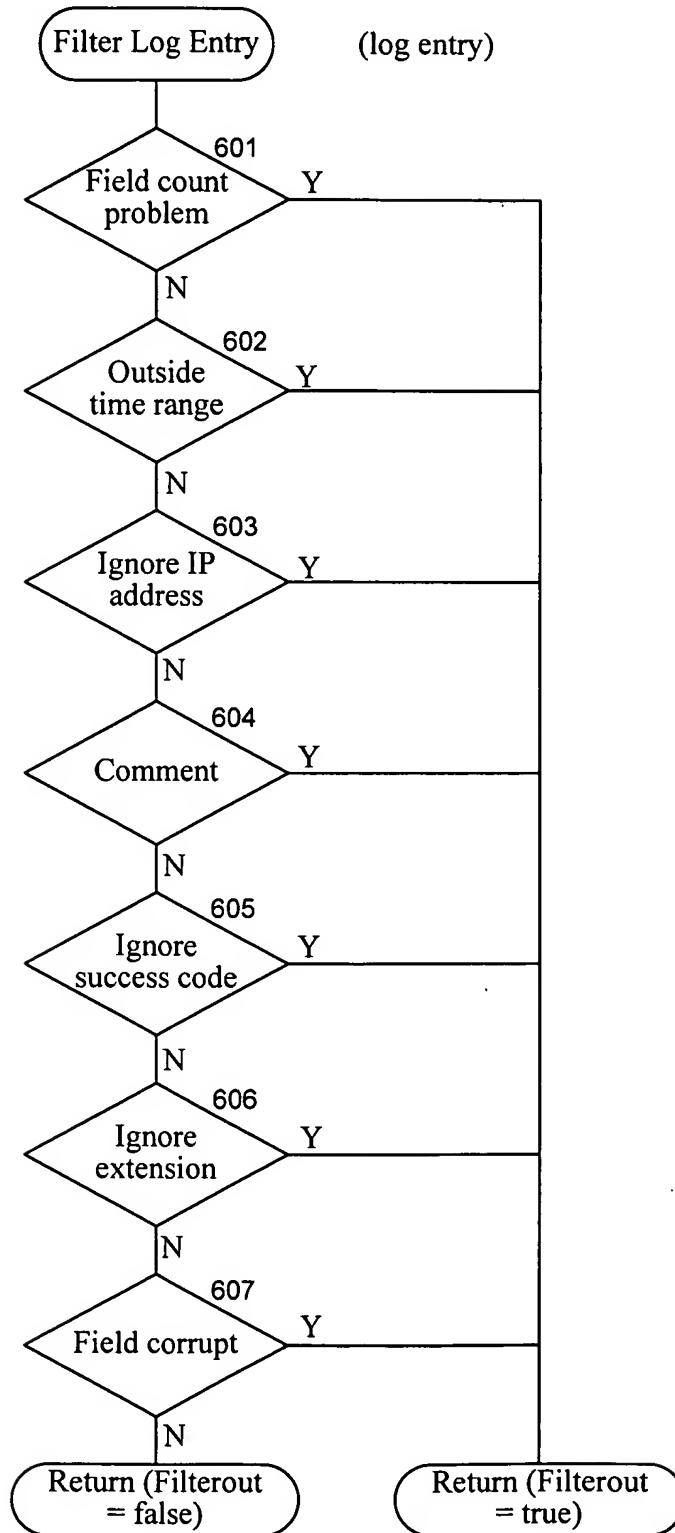 Filter Log Entry
(log entry)
601
Field count
problem
Y
N
602
Outside
time range
Y
N
603
Ignore IP
address
Y
N
604
Comment
Y
N
605
Ignore
success code
Y
N
606
Ignore
extension
Y
N
607
Field corrupt
Y
N
Return (Filterout
= false)
Return (Filterout
= true)